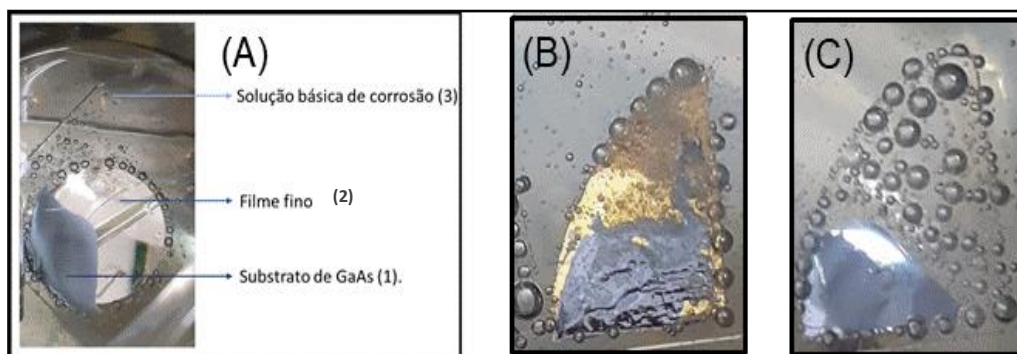 (A)
Solução básica de corrosão (3)
Filme fino (2)
Substrato de GaAs (1).
(B)
(C)